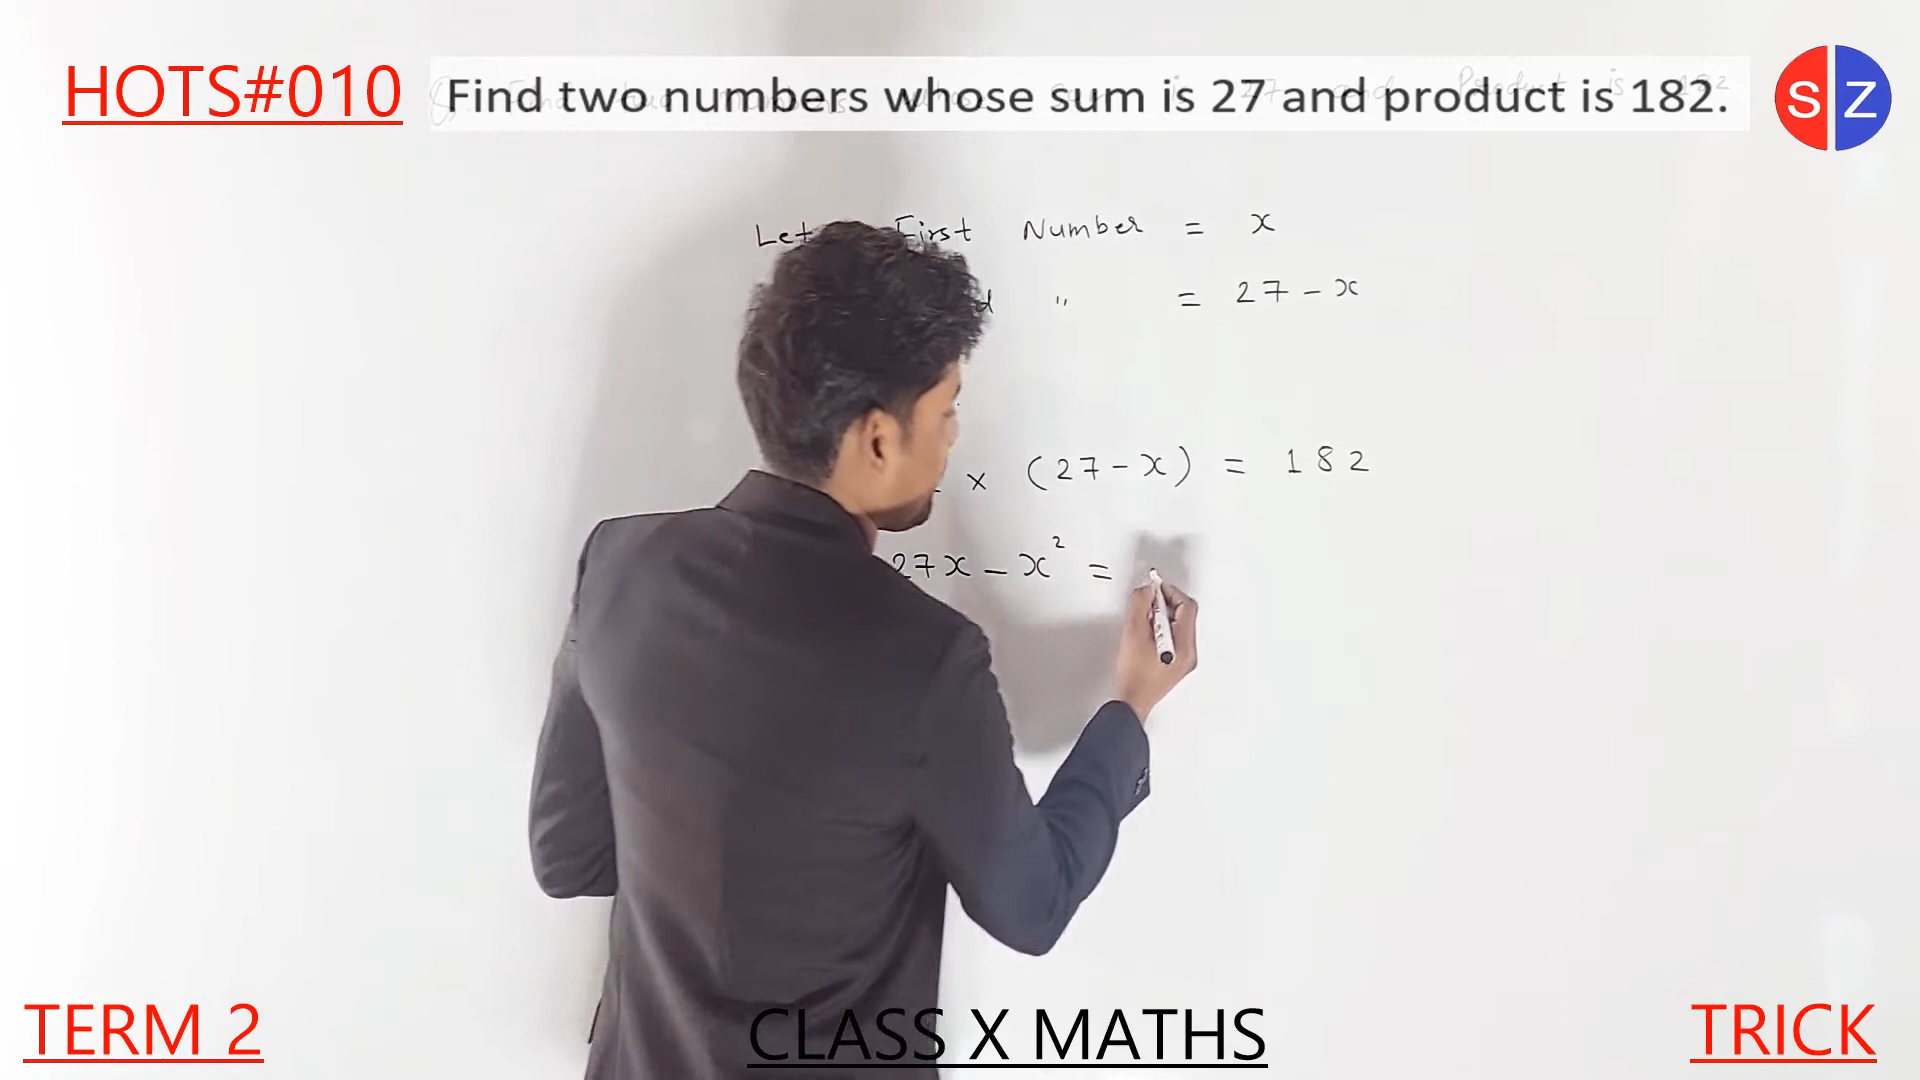 HOTS#010
Find two numbers whose sum is 27 and product is 182.
S Z
Let First Number = x
" = 27 - x
x (27 - x) = 182
27x - x² =
TERM 2
CLASS X MATHS
TRICK